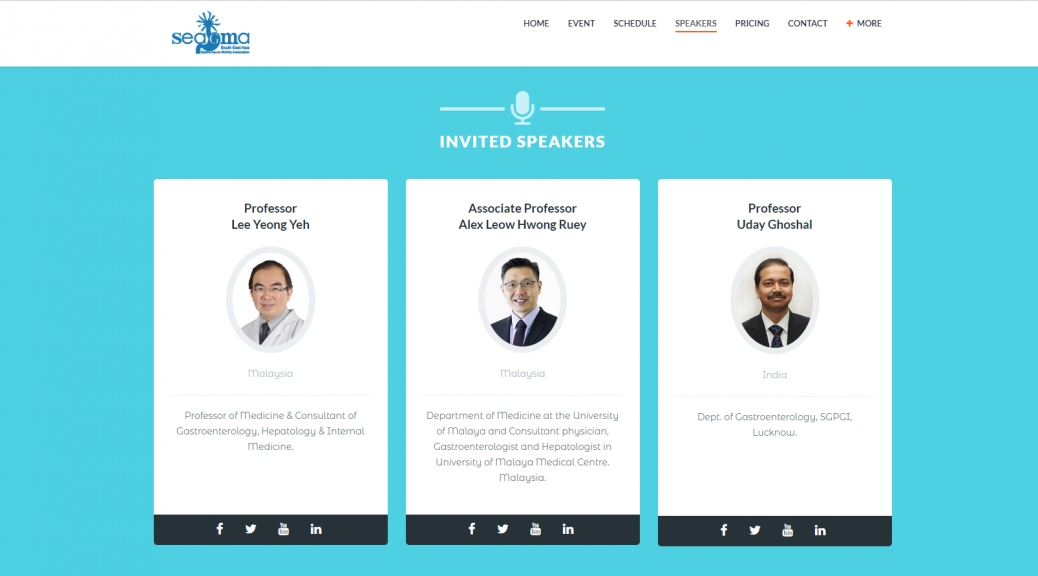 seagma
South East Asia
HOME EVENT SCHEDULE SPEAKERS PRICING CONTACT + MORE
INVITED SPEAKERS
Professor
Lee Yeong Yeh
Malaysia
Professor of Medicine & Consultant of
Gastroenterology, Hepatology & Internal
Medicine.
Associate Professor
Alex Leow Hwong Ruey
Malaysia
Department of Medicine at the University
of Malaya and Consultant physician,
Gastroenterologist and Hepatologist in
University of Malaya Medical Centre.
Malaysia.
Professor
Uday Ghoshal
India
Dept. of Gastroenterology, SGPGI,
Lucknow.